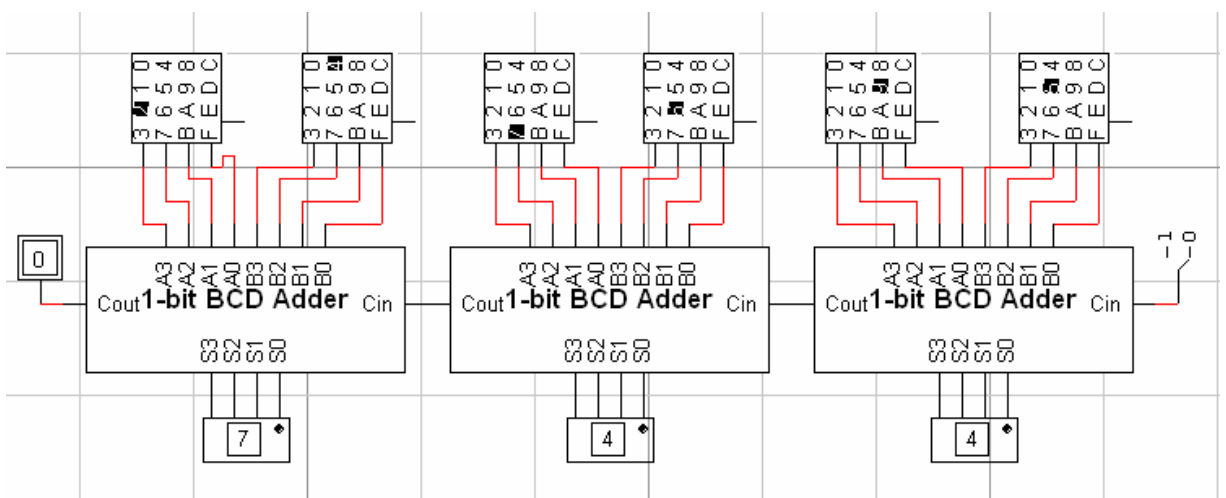 3 2 1 0
7 6 5 4
B A 9 8
F E D C
3 2 1 0
7 6 5 4
B A 9 8
F E D C
3 2 1 0
7 6 5 4
B A 9 8
F E D C
3 2 1 0
7 6 5 4
B A 9 8
F E D C
3 2 1 0
7 6 5 4
B A 9 8
F E D C
3 2 1 0
7 6 5 4
B A 9 8
F E D C
0
A3 A2 A1 A0 B3 B2 B1 B0
Cout 1-bit BCD Adder Cin
S3 S2 S1 S0
7
A3 A2 A1 A0 B3 B2 B1 B0
Cout 1-bit BCD Adder Cin
S3 S2 S1 S0
4
A3 A2 A1 A0 B3 B2 B1 B0
Cout 1-bit BCD Adder Cin
S3 S2 S1 S0
4
1
0